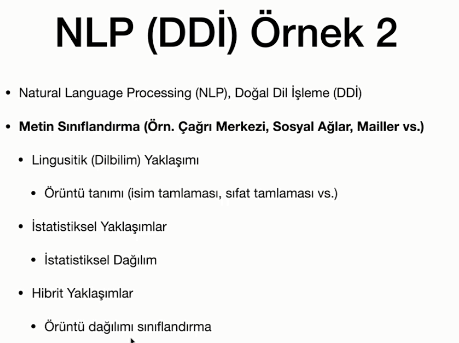 NLP (DDİ) Örnek 2
• Natural Language Processing (NLP), Doğal Dil İşleme (DDİ)
• Metin Sınıflandırma (Örn. Çağrı Merkezi, Sosyal Ağlar, Mailler vs.)
• Lingusitik (Dilbilim) Yaklaşımı
• Örüntü tanımı (isim tamlaması, sıfat tamlaması vs.)
• İstatistiksel Yaklaşımlar
• İstatistiksel Dağılım
• Hibrit Yaklaşımlar
• Örüntü dağılımı sınıflandırma